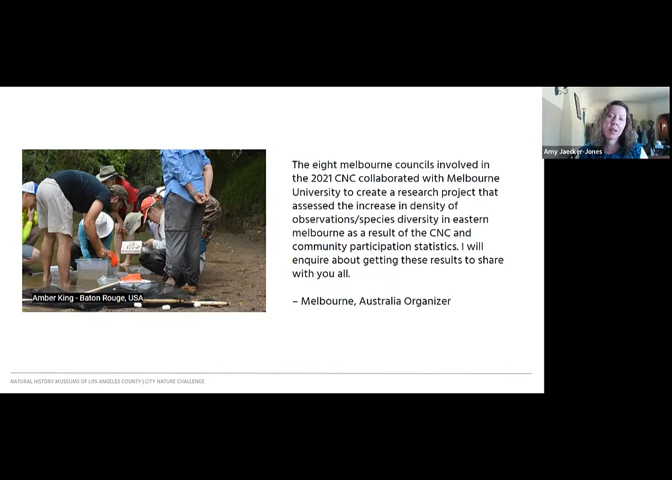 The eight melbourne councils involved in
the 2021 CNC collaborated with Melbourne
University to create a research project that
assessed the increase in density of
observations/species diversity in eastern
melbourne as a result of the CNC and
community participation statistics. I will
enquire about getting these results to share
with you all.
– Melbourne, Australia Organizer
Amber King - Baton Rouge, USA
NATURAL HISTORY MUSEUMS OF LOS ANGELES COUNTY | CITY NATURE CHALLENGE
Amy Jaecker-Jones